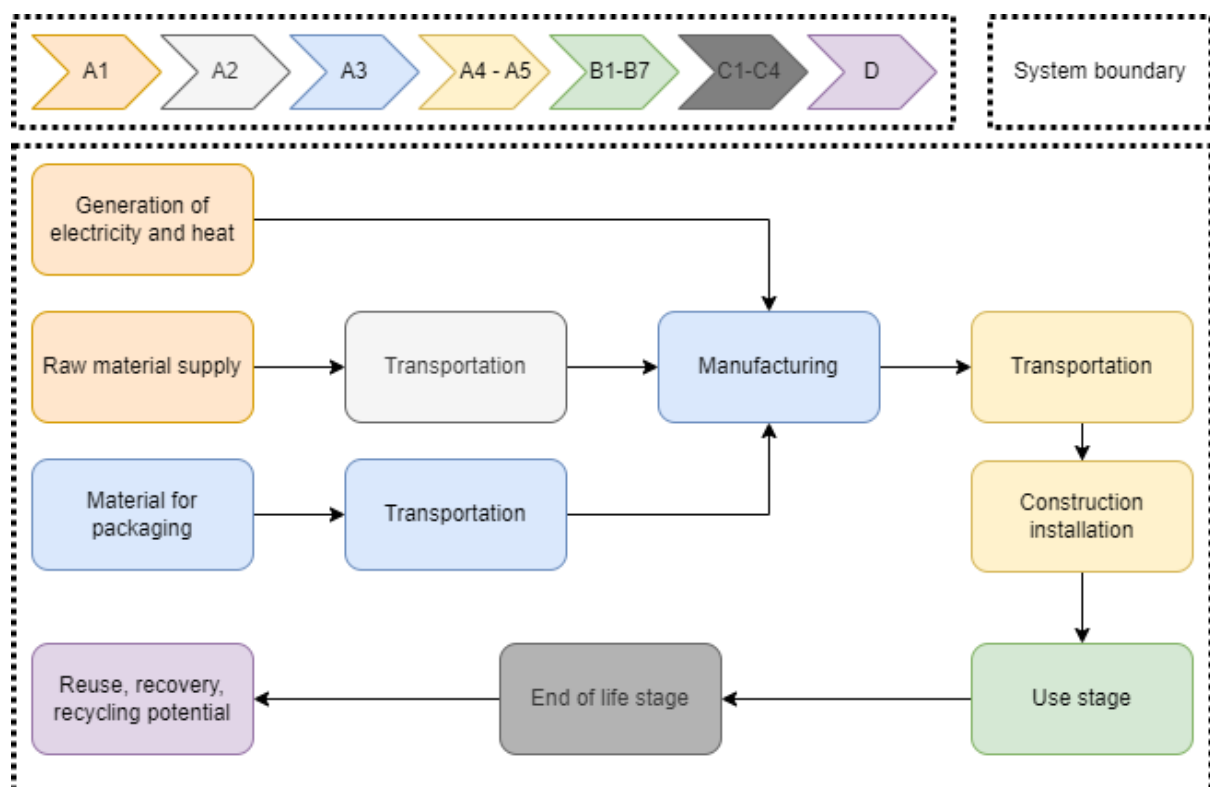 A1
A2
A3
A4 - A5
B1-B7
C1-C4
D
System boundary
Generation of
electricity and heat
Raw material supply
Transportation
Manufacturing
Transportation
Material for
packaging
Transportation
Construction
installation
Reuse, recovery,
recycling potential
End of life stage
Use stage